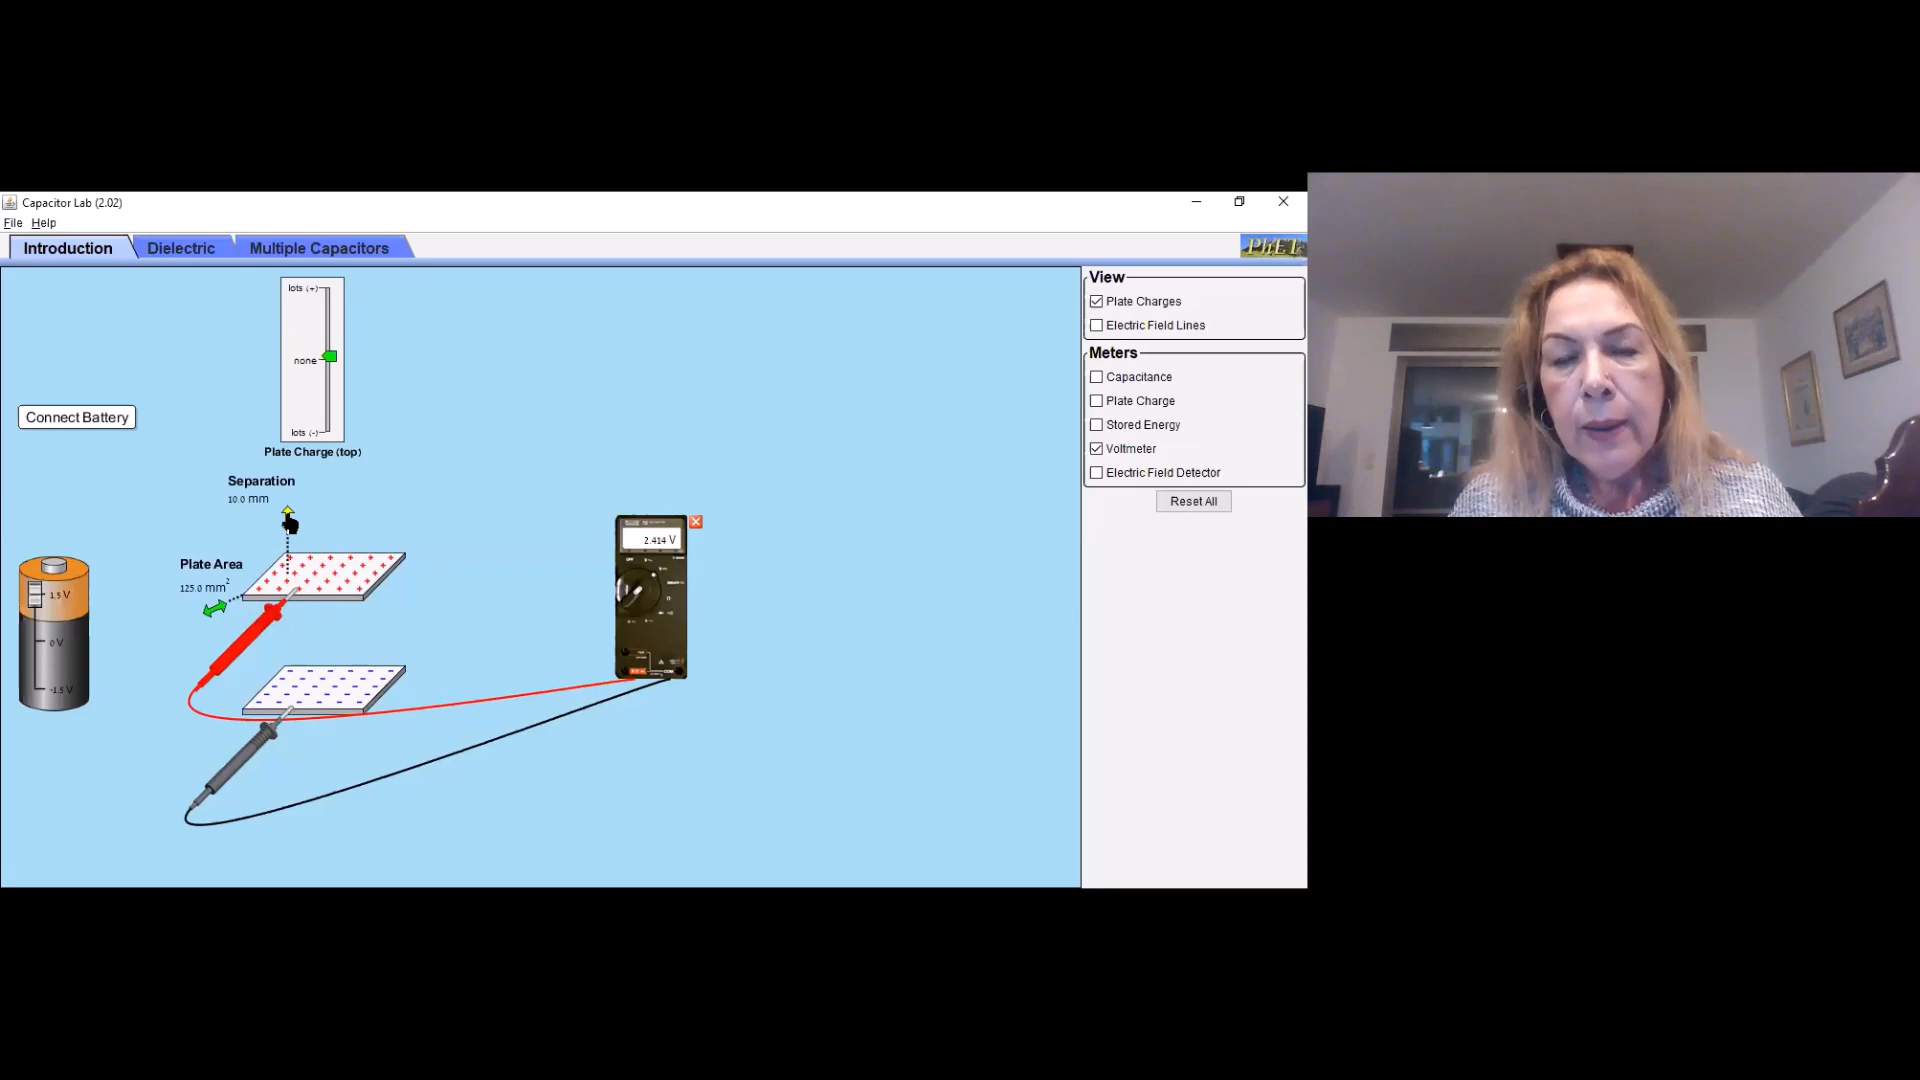 Capacitor Lab (2.02)
File Help
Introduction
Dielectric
Multiple Capacitors
PhET
lots (+)
none
lots (-)
Plate Charge (top)
Connect Battery
Separation
10.0 mm
Plate Area
125.0 mm2
1.5 V
0 V
-1.5 V
2.414 V
View
Plate Charges
Electric Field Lines
Meters
Capacitance
Plate Charge
Stored Energy
Voltmeter
Electric Field Detector
Reset All